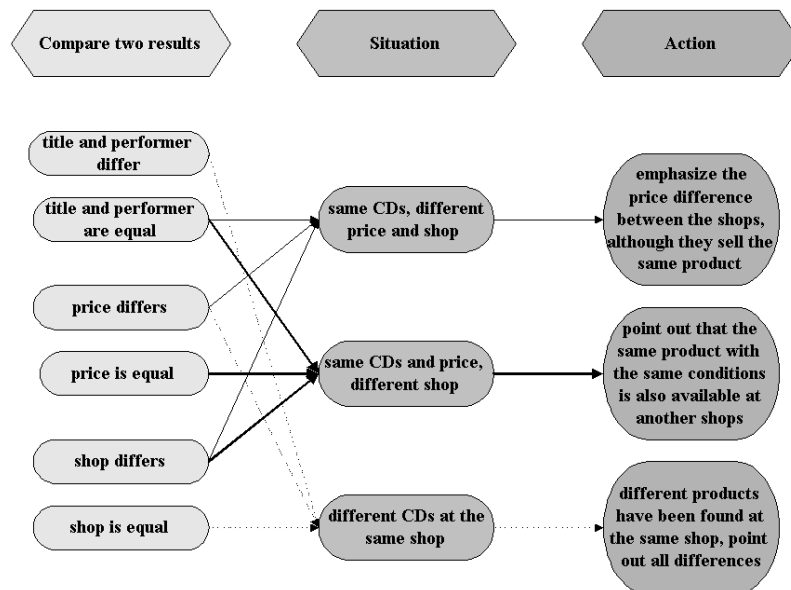 Compare two results
Situation
Action
title and performer
differ
title and performer
are equal
price differs
price is equal
shop differs
shop is equal
same CDs, different
price and shop
same CDs and price,
different shop
different CDs at the
same shop
emphasize the
price difference
between the shops,
although they sell the
same product
point out that the
same product with
the same conditions
is also available at
another shops
different products
have been found at
the same shop, point
out all differences